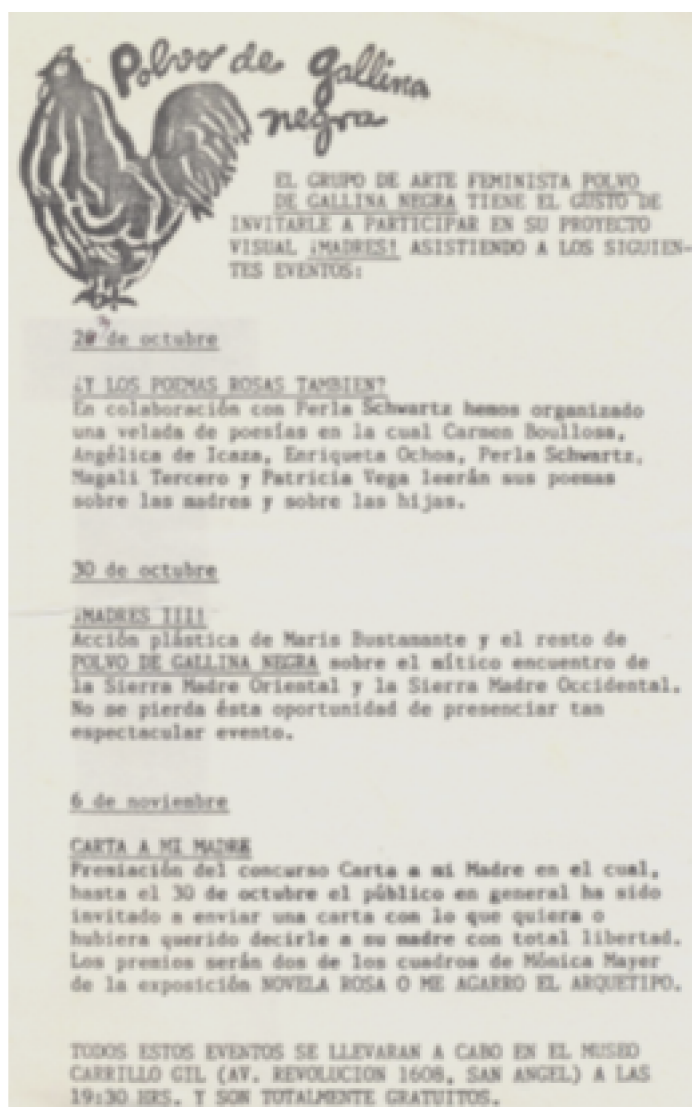 Polvo de gallina
negra
EL GRUPO DE ARTE FEMINISTA POLVO
DE GALLINA NEGRA TIENE EL GUSTO DE
INVITARLE A PARTICIPAR EN SU PROYECTO
VISUAL ¡MADRES! ASISTIENDO A LOS SIGUIEN-
TES EVENTOS:
de octubre
¿Y LOS POEMAS ROSAS TAMBIEN?
En colaboración con Perla Schwartz hemos organizado
una velada de poesías en la cual Carmen Boullosa,
Angélica de Icaza, Enriqueta Ochoa, Perla Schwartz,
Magali Tercero y Patricia Vega leerán sus poemas
sobre las madres y sobre las hijas.
30 de octubre
¡MADRES III!
Acción plástica de Maris Bustamante y el resto de
POLVO DE GALLINA NEGRA sobre el mítico encuentro de
la Sierra Madre Oriental y la Sierra Madre Occidental.
No se pierda ésta oportunidad de presenciar tan
espectacular evento.
6 de noviembre
CARTA A MI MADRE
Premiación del concurso Carta a mi Madre en el cual,
hasta el 30 de octubre el público en general ha sido
invitado a enviar una carta con lo que quiera o
hubiera querido decirle a su madre con total libertad.
Los premios serán dos de los cuadros de Mónica Mayer
de la exposición NOVELA ROSA O ME AGARRO EL ARQUETIPO.
TODOS ESTOS EVENTOS SE LLEVARAN A CABO EN EL MUSEO
CARRILLO GIL (AV. REVOLUCION 1608, SAN ANGEL) A LAS
19:30 HRS. Y SON TOTALMENTE GRATUITOS.